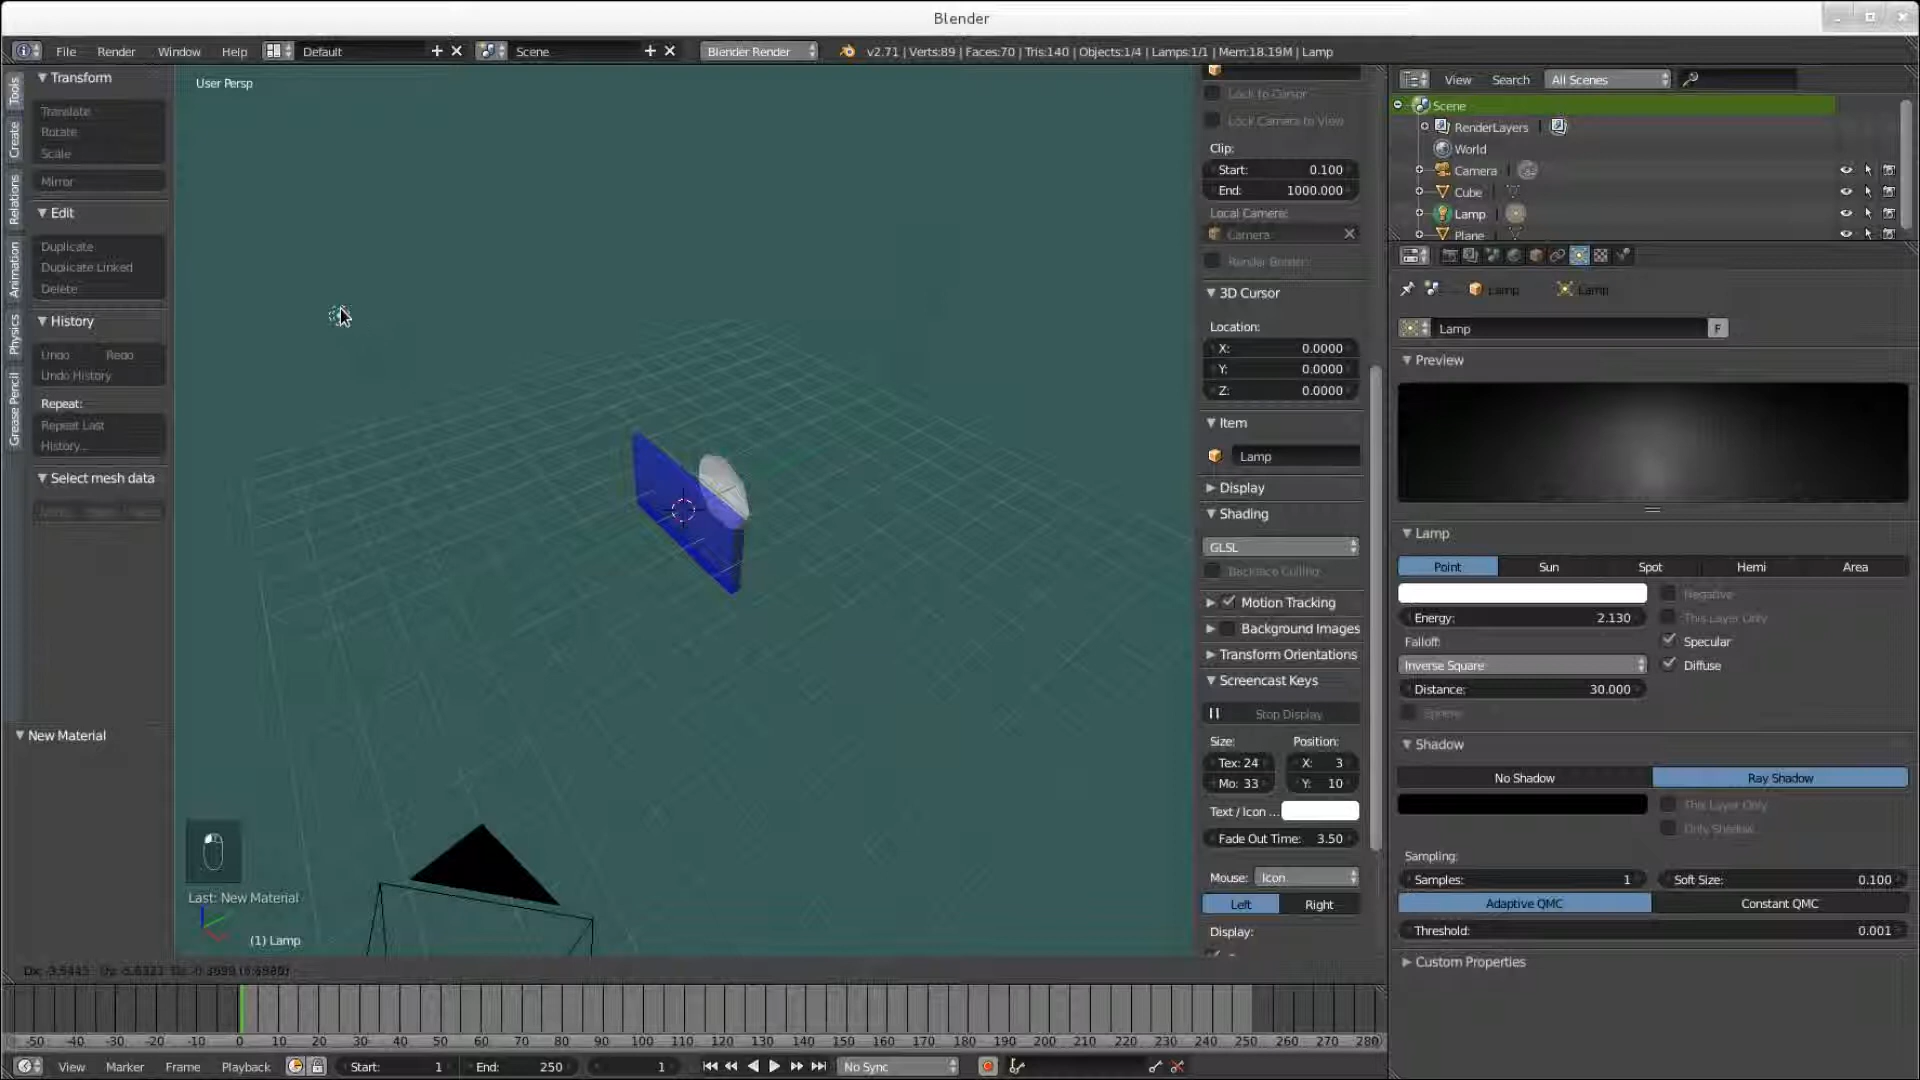 Blender
File Render Window Help Default Scene Blender Render v2.71 | Verts:89 | Faces:70 | Tris:140 | Objects:1/4 | Lamps:1/1 | Mem:18.19M | Lamp
Tools
Create
Relations
Animation
Physics
Grease Pencil
Transform
Translate
Rotate
Scale
Mirror
Edit
Duplicate
Duplicate Linked
Delete
History
Undo Redo
Undo History
Repeat:
Repeat Last
History...
Select mesh data
New Material
User Persp
Last: New Material
(1) Lamp
Lock to Cursor
Lock Camera to View
Clip:
Start: 0.100
End: 1000.000
Local Camera:
Camera
Render Border
3D Cursor
Location:
X: 0.0000
Y: 0.0000
Z: 0.0000
Item
Lamp
Display
Shading
GLSL
Backface Culling
Motion Tracking
Background Images
Transform Orientations
Screencast Keys
Stop Display
Size: Position:
Tex: 24 X: 3
Mo: 33 Y: 10
Text / Icon ...
Fade Out Time: 3.50
Mouse: Icon
Left Right
Display:
View Search All Scenes
Scene
RenderLayers
World
Camera
Cube
Lamp
Plane
Lamp Lamp
Lamp F
Preview
Lamp
Point Sun Spot Hemi Area
Negative
Energy: 2.130 This Layer Only
Falloff: Specular
Inverse Square Diffuse
Distance: 30.000
Sphere
Shadow
No Shadow Ray Shadow
This Layer Only
Only Shadow
Sampling:
Samples: 1 Soft Size: 0.100
Adaptive QMC Constant QMC
Threshold: 0.001
Custom Properties
-50 -40 -30 -20 -10 0 10 20 30 40 50 60 70 80 90 100 110 120 130 140 150 160 170 180 190 200 210 220 230 240 250 260 270 280
View Marker Frame Playback Start: 1 End: 250 1 No Sync